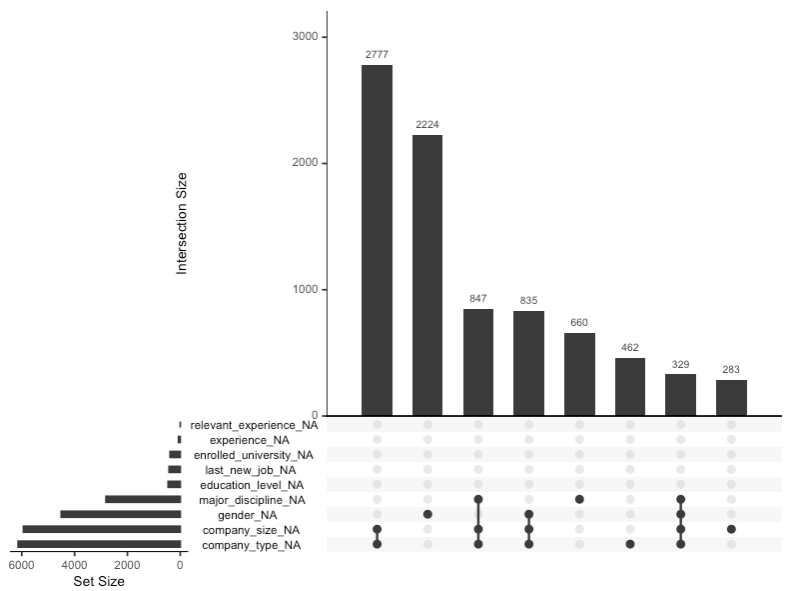 3000
2777
2224
2000
Intersection Size
1000
847
835
660
462
329
283
0
relevant_experience_NA
experience_NA
enrolled_university_NA
last_new_job_NA
education_level_NA
major_discipline_NA
gender_NA
company_size_NA
company_type_NA
6000 4000 2000 0
Set Size